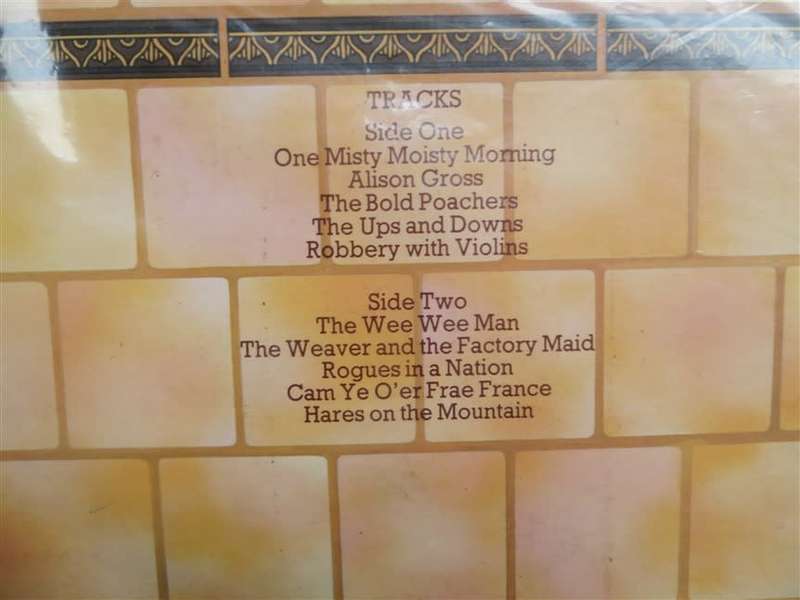 TRACKS
Side One
One Misty Moisty Morning
Alison Gross
The Bold Poachers
The Ups and Downs
Robbery with Violins
Side Two
The Wee Wee Man
The Weaver and the Factory Maid
Rogues in a Nation
Cam Ye O'er Frae France
Hares on the Mountain